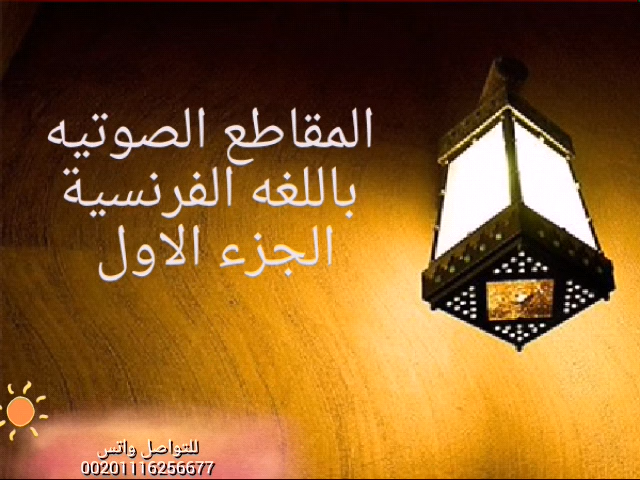 المقاطع الصوتيه
باللغه الفرنسية
الجزء الاول
للتواصل واتس
00201116256677